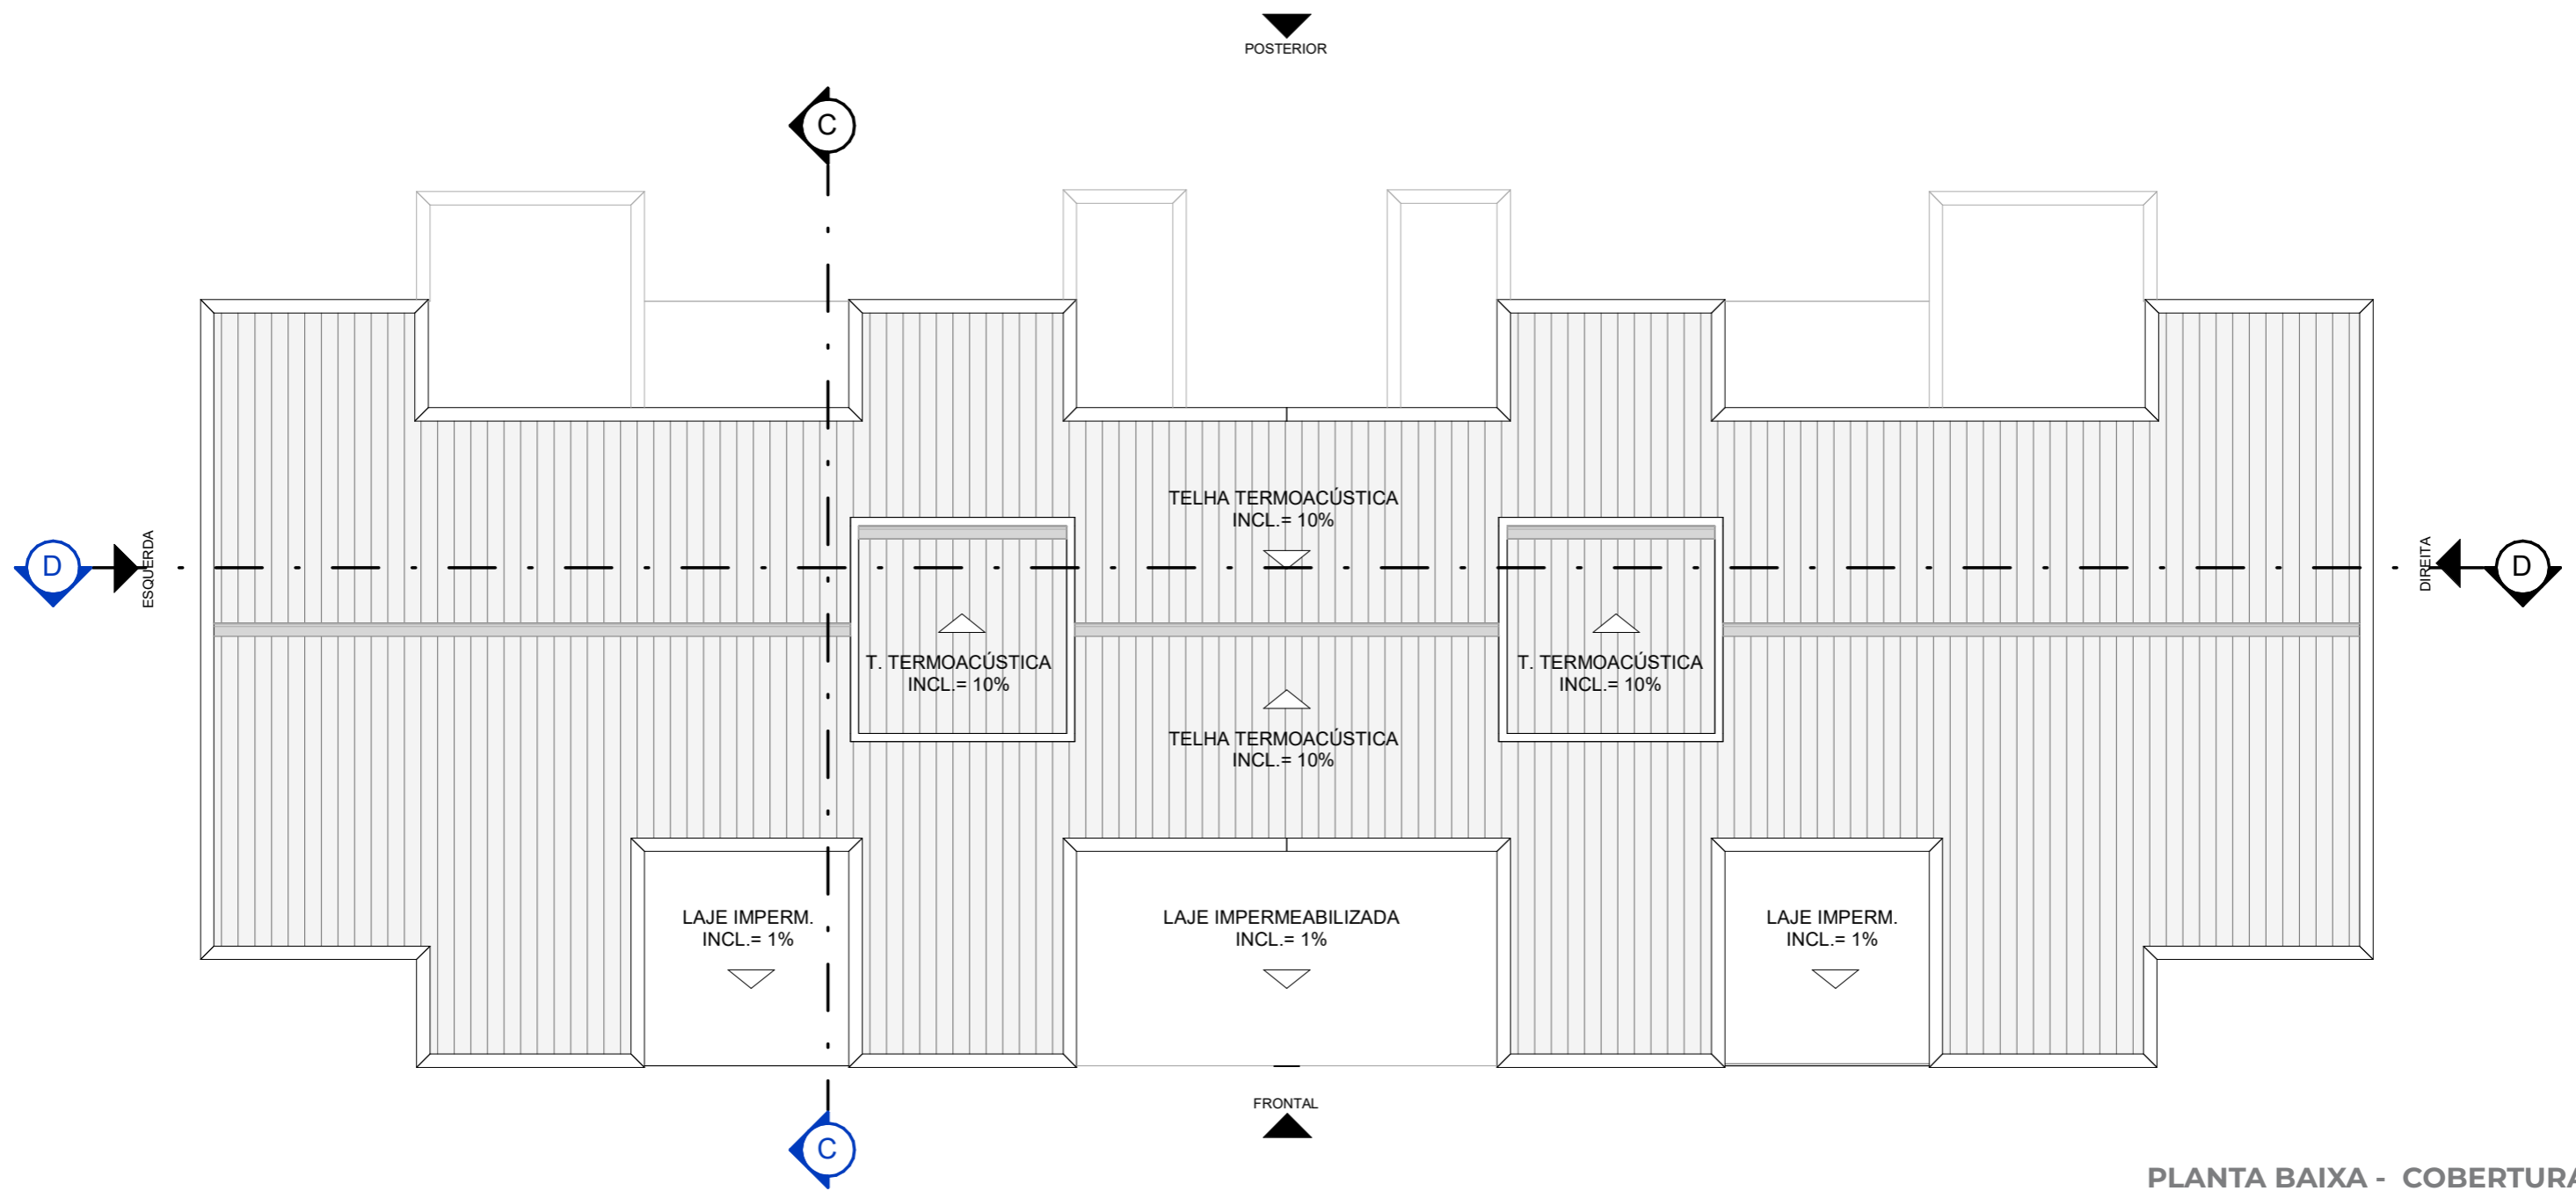 POSTERIOR
C
TELHA TERMOACÚSTICA
INCL.= 10%
D
ESQUERDA
DIREITA
D
T. TERMOACÚSTICA
INCL.= 10%
T. TERMOACÚSTICA
INCL.= 10%
TELHA TERMOACÚSTICA
INCL.= 10%
LAJE IMPERM.
INCL.= 1%
LAJE IMPERMEABILIZADA
INCL.= 1%
LAJE IMPERM.
INCL.= 1%
FRONTAL
C
PLANTA BAIXA - COBERTURA